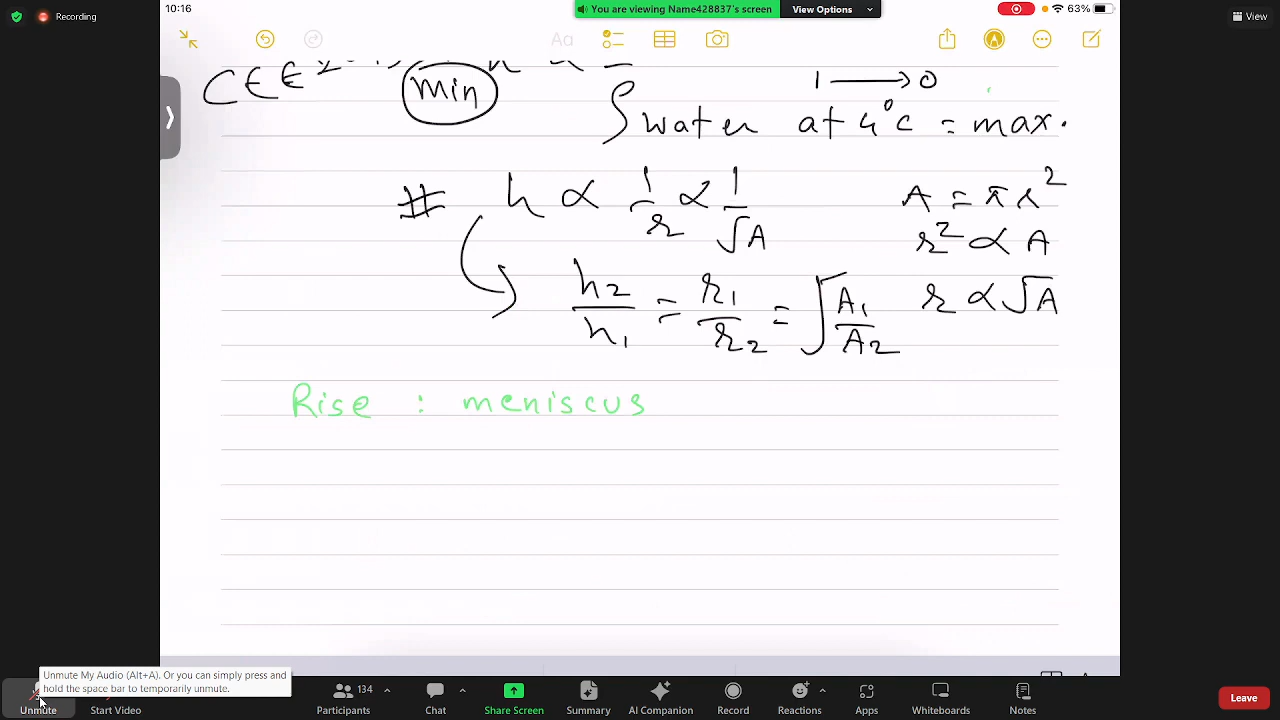 10:16
You are viewing Name428837's screen
View Options
63%
Recording
View
Aa
CEE
min
1 → 0
ρ water at 4°C = max.
# h ∝ 1/r ∝ 1/√A
A = πr²
r² ∝ A
h2/h1 = r1/r2 = √A1/A2
r ∝ √A
Rise : meniscus
Unmute My Audio (Alt+A). Or you can simply press and
hold the space bar to temporarily unmute.
Unmute
Start Video
Participants
134
Chat
Share Screen
Summary
AI Companion
Record
Reactions
Apps
Whiteboards
Notes
Leave